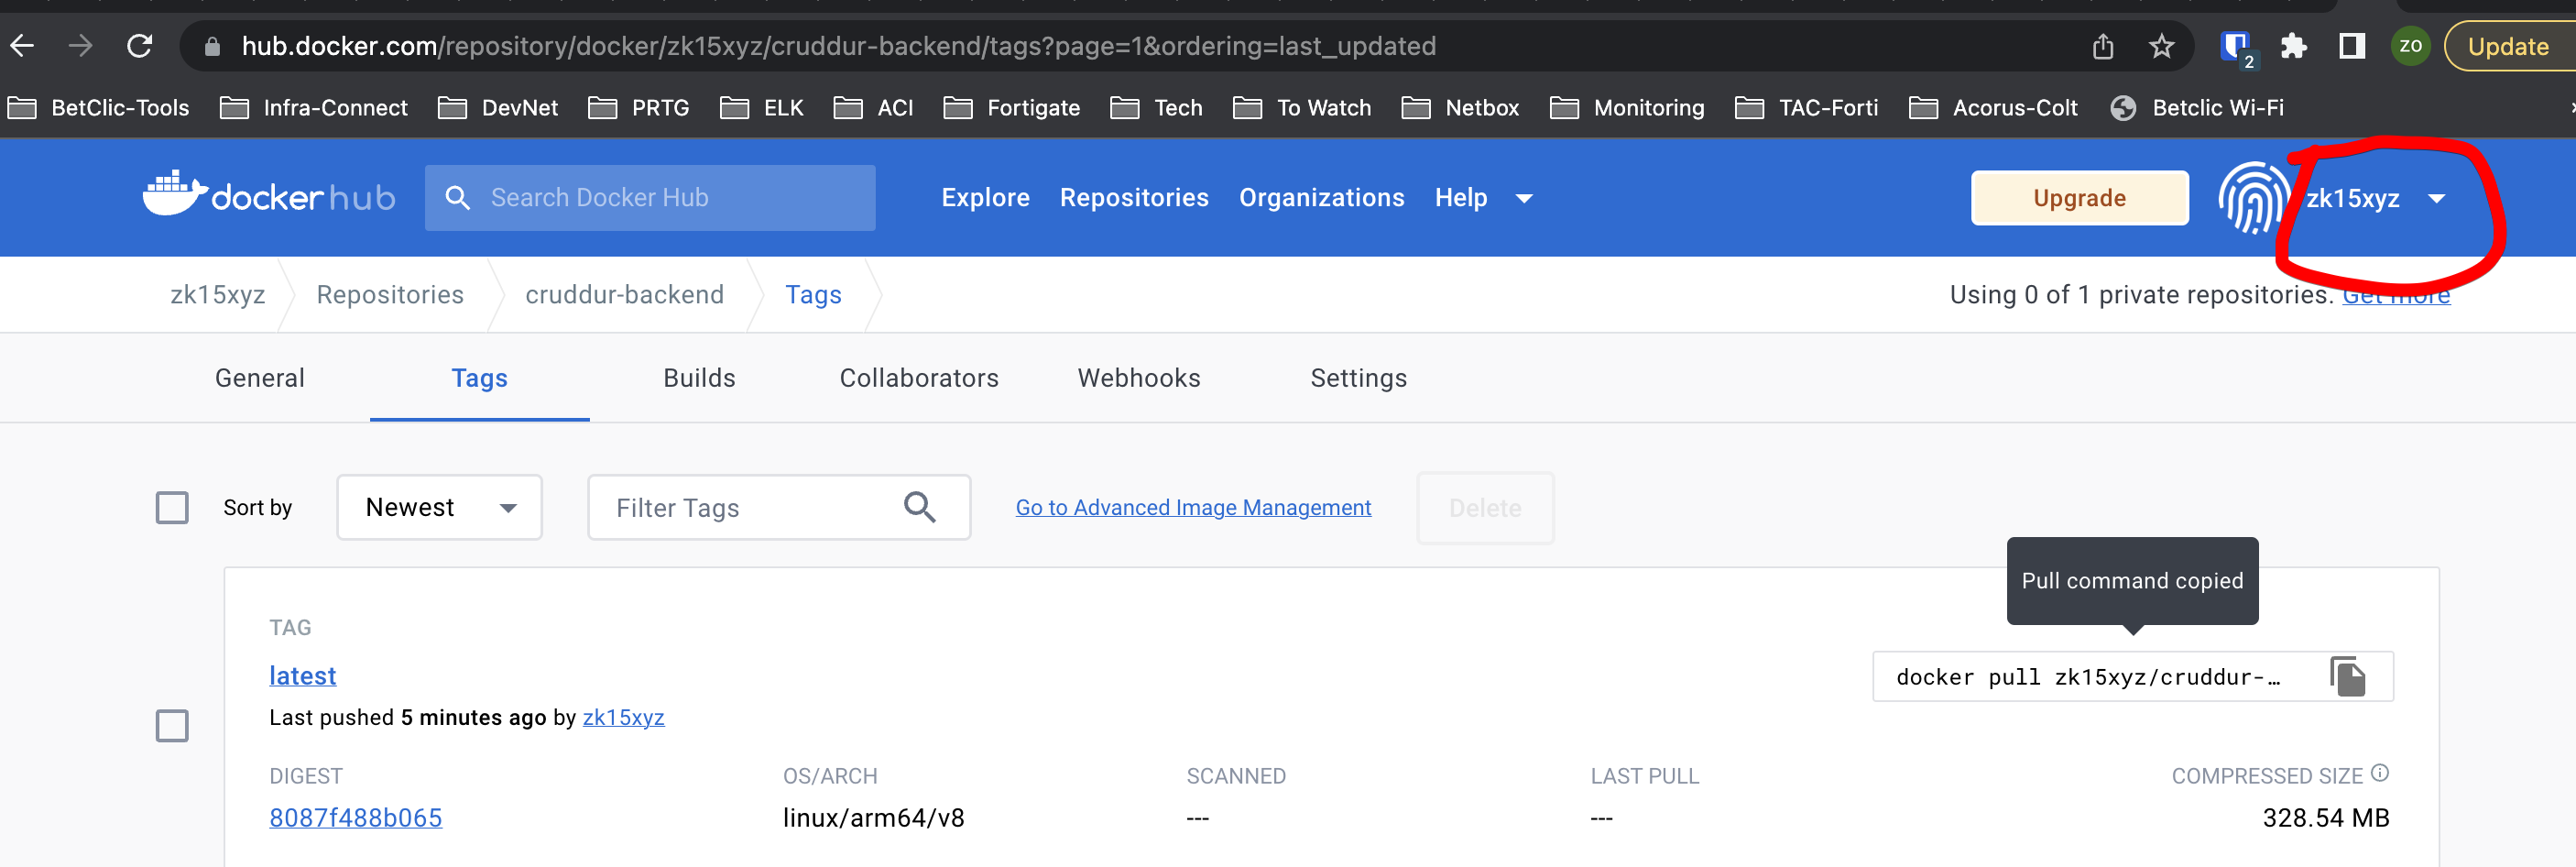 hub.docker.com/repository/docker/zk15xyz/cruddur-backend/tags?page=1&ordering=last_updated
2
ZO
Update
BetClic-Tools Infra-Connect DevNet PRTG ELK ACI Fortigate Tech To Watch Netbox Monitoring TAC-Forti Acorus-Colt Betclic Wi-Fi
docker hub Search Docker Hub Explore Repositories Organizations Help Upgrade zk15xyz
zk15xyz Repositories cruddur-backend Tags Using 0 of 1 private repositories. Get more
General Tags Builds Collaborators Webhooks Settings
Sort by Newest Filter Tags Go to Advanced Image Management Delete
Pull command copied
TAG
latest
docker pull zk15xyz/cruddur-…
Last pushed 5 minutes ago by zk15xyz
DIGEST OS/ARCH SCANNED LAST PULL COMPRESSED SIZE
8087f488b065 linux/arm64/v8 --- --- 328.54 MB